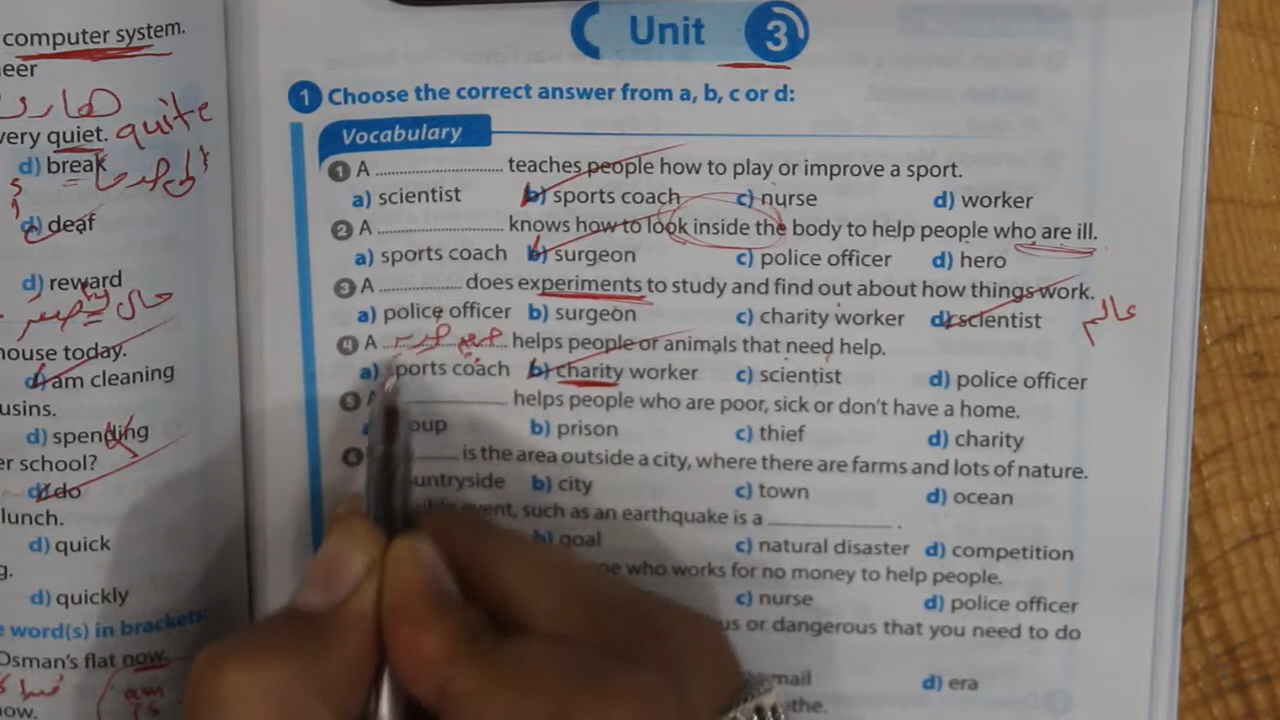 computer system.
eer
very quiet. quite
d) break
d) deaf
d) reward
house today.
d) am cleaning
usins.
d) spending
er school?
d) do
lunch.
d) quick
g.
d) quickly
e word(s) in brackets.
Osman's flat now.
am
is
now.
Unit 3
1 Choose the correct answer from a, b, c or d:
Vocabulary
1 A ........................ teaches people how to play or improve a sport.
a) scientist b) sports coach c) nurse d) worker
2 A ........................ knows how to look inside the body to help people who are ill.
a) sports coach b) surgeon c) police officer d) hero
3 A ........................ does experiments to study and find out about how things work.
a) police officer b) surgeon c) charity worker d) scientist
عالم
4 A ........................ helps people or animals that need help.
a) sports coach b) charity worker c) scientist d) police officer
5 A ........................ helps people who are poor, sick or don't have a home.
oup b) prison c) thief d) charity
6 ........ is the area outside a city, where there are farms and lots of nature.
untryside b) city c) town d) ocean
event, such as an earthquake is a ____________ .
b) goal c) natural disaster d) competition
ne who works for no money to help people.
c) nurse d) police officer
us or dangerous that you need to do
mail d) era
the.